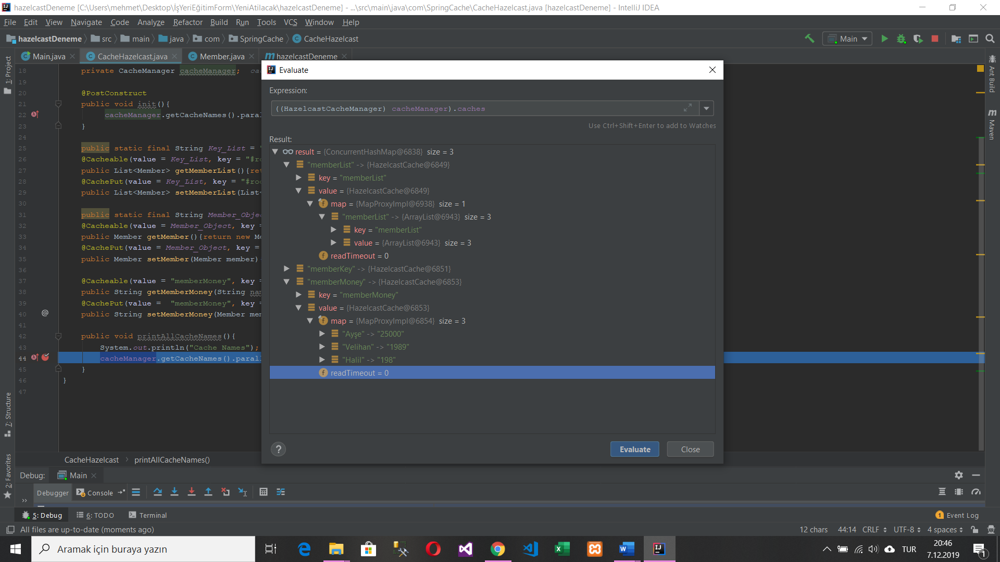 hazelcastDeneme [C:\Users\mehmet\Desktop\İşYeriEğitimForm\YeniAtilacak\hazelcastDeneme] - ...\src\main\java\com\SpringCache\CacheHazelcast.java [hazelcastDeneme] - IntelliJ IDEA
File Edit View Navigate Code Analyze Refactor Build Run Tools VCS Window Help
hazelcastDeneme src main java com SpringCache CacheHazelcast
Main
Main.java CacheHazelcast.java Member.java hazelcastDeneme
1: Project
7: Structure
2: Favorites
Ant Build
Maven
18 private CacheManager cacheManager;
19
20 @PostConstruct
21 public void init(){
22 cacheManager.getCacheNames().paral
23 }
24
25 public static final String Key_List = "
26 @Cacheable(value = Key_List, key = "#ro
27 public List<Member> getMemberList(){ret
28 @CachePut(value = Key_List, key = "#roo
29 public List<Member> setMemberList(List<
30
31 public static final String Member_Objec
32 @Cacheable(value = Member_Object, key =
33 public Member getMember(){return new Me
34 @CachePut(value = Member_Object, key =
35 public Member setMember(Member member)
36
37 @Cacheable(value = "memberMoney", key =
38 public String getMemberMoney(String nam
39 @CachePut(value = "memberMoney", key =
40 @ public String setMemberMoney(Member mem
41
42 public void printAllCacheNames(){
43 System.out.println("Cache Names");
44 cacheManager.getCacheNames().paral
45 }
46 }
47
Evaluate
Expression:
((HazelcastCacheManager) cacheManager).caches
Use Ctrl+Shift+Enter to add to Watches
Result:
result = {ConcurrentHashMap@6838} size = 3
"memberList" -> {HazelcastCache@6849}
key = "memberList"
value = {HazelcastCache@6849}
map = {MapProxyImpl@6938} size = 1
"memberList" -> {ArrayList@6943} size = 3
key = "memberList"
value = {ArrayList@6943} size = 3
readTimeout = 0
"memberKey" -> {HazelcastCache@6851}
"memberMoney" -> {HazelcastCache@6853}
key = "memberMoney"
value = {HazelcastCache@6853}
map = {MapProxyImpl@6854} size = 3
"Ayşe" -> "25000"
"Velihan" -> "1989"
"Halil" -> "198"
readTimeout = 0
?
Evaluate Close
CacheHazelcast printAllCacheNames()
Debug: Main
Debugger Console
5: Debug 6: TODO Terminal
1 Event Log
All files are up-to-date (moments ago)
12 chars 44:14 CRLF UTF-8 4 spaces
Aramak için buraya yazın
TUR
20:46
7.12.2019
1